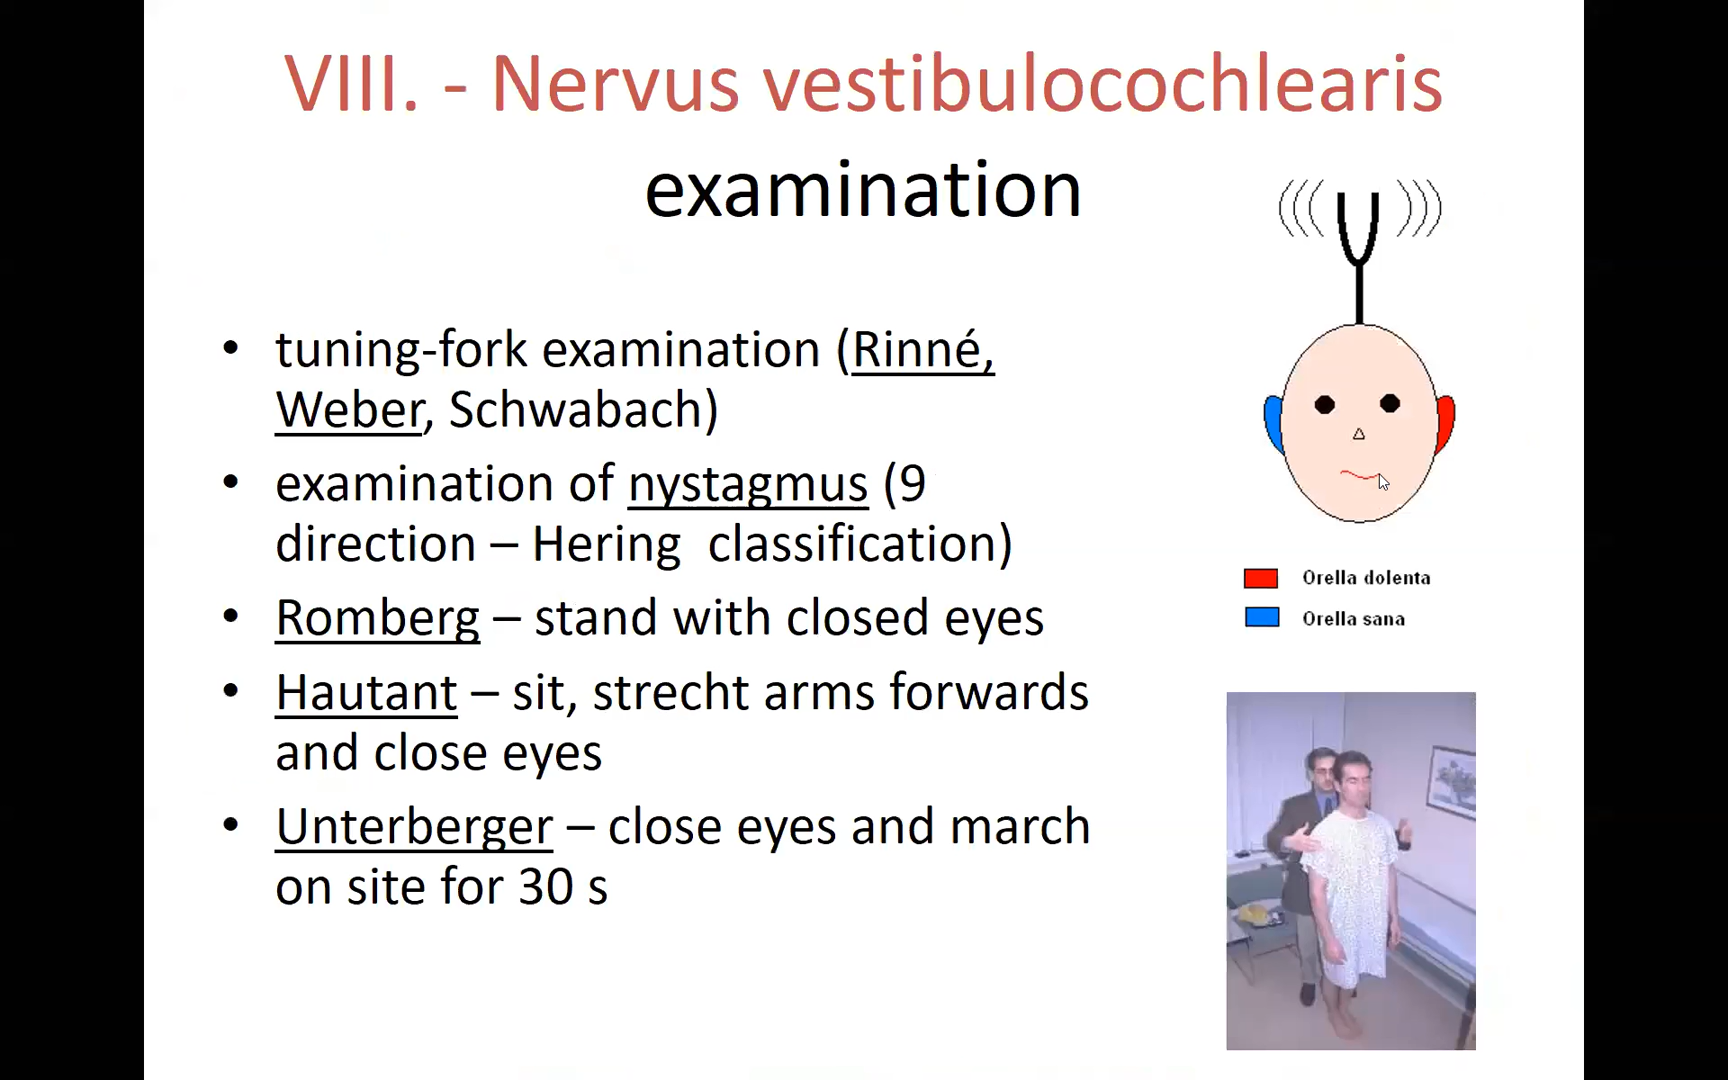 VIII. - Nervus vestibulocochlearis
examination
• tuning-fork examination (Rinné,
Weber, Schwabach)
• examination of nystagmus (9
direction – Hering  classification)
• Romberg – stand with closed eyes
• Hautant – sit, strecht arms forwards
and close eyes
• Unterberger – close eyes and march
on site for 30 s
Orella dolenta
Orella sana